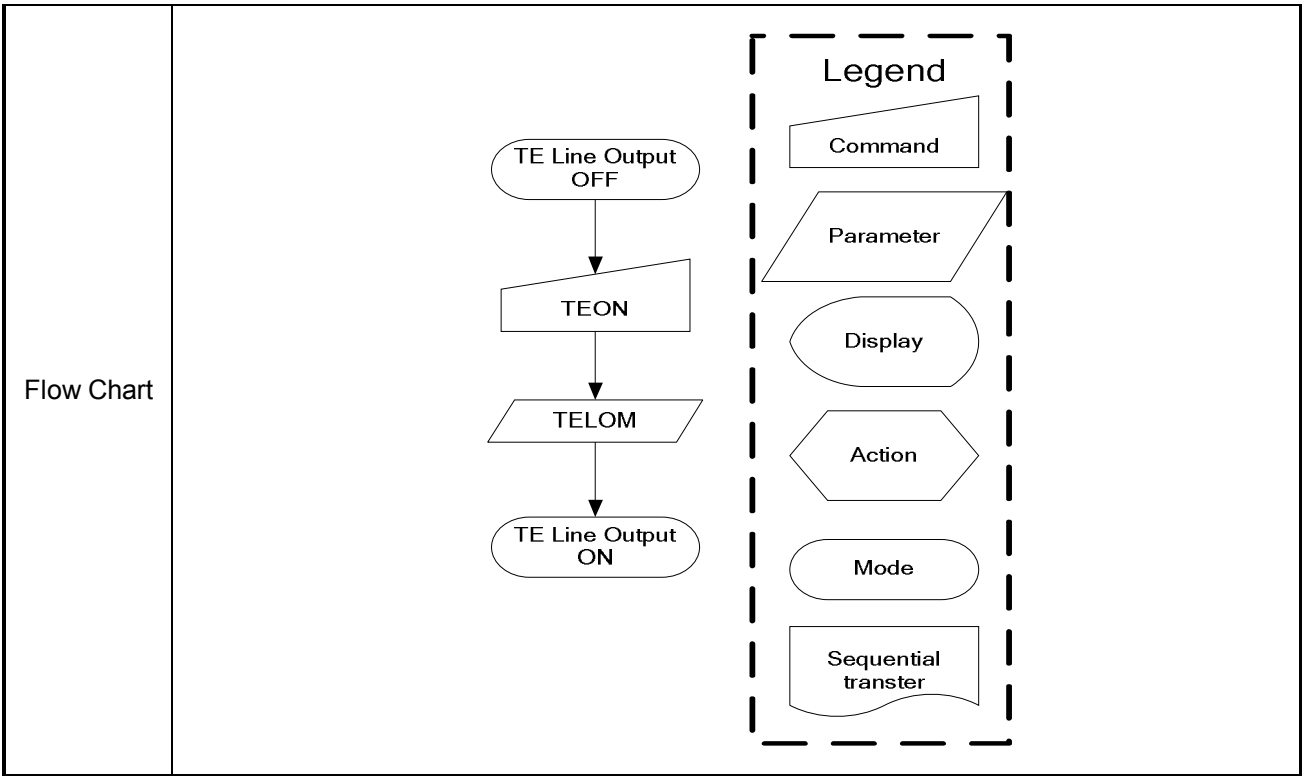 Flow Chart
TE Line Output
OFF
TEON
TELOM
TE Line Output
ON
Legend
Command
Parameter
Display
Action
Mode
Sequential
transter